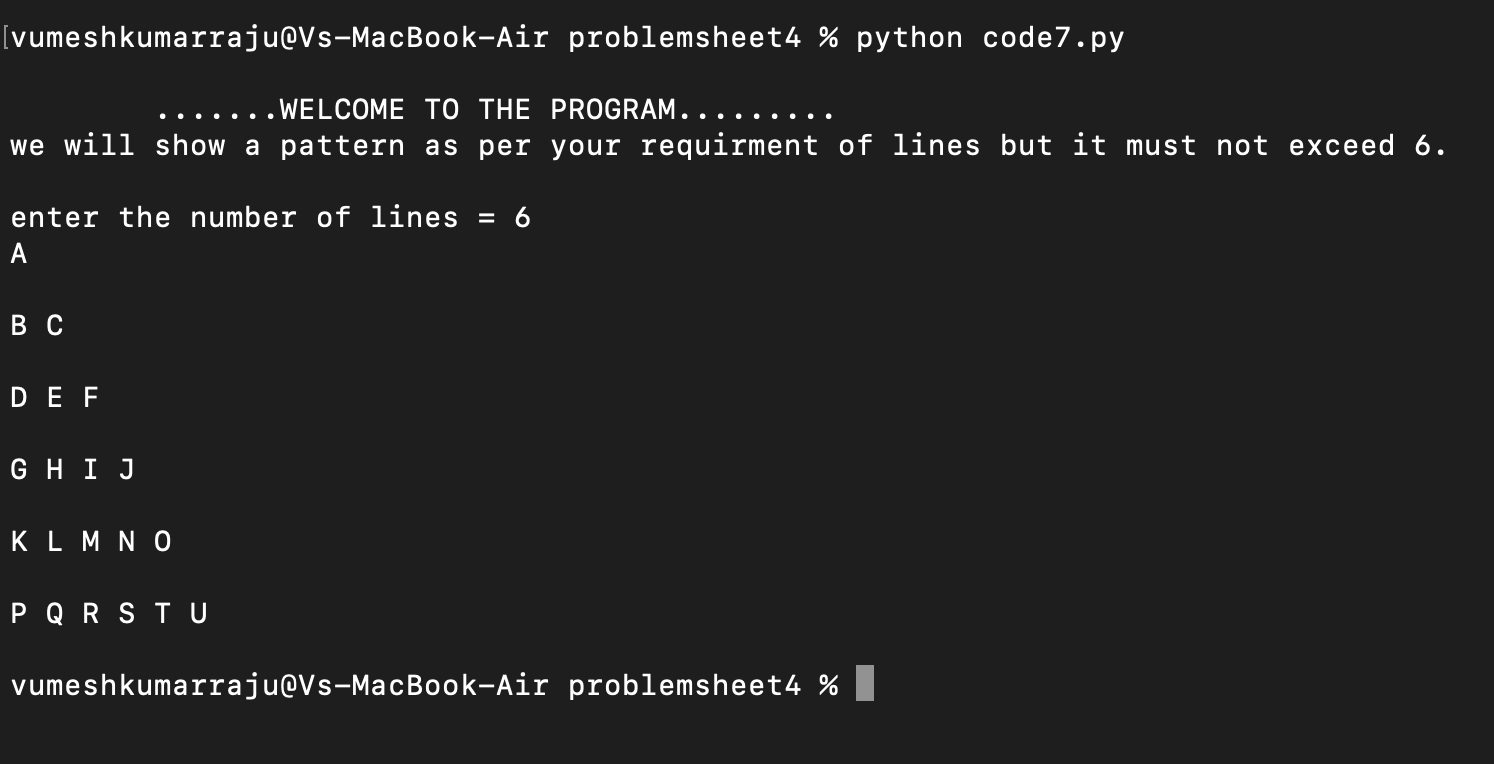 [vumeshkumarraju@Vs-MacBook-Air problemsheet4 % python code7.py
.......WELCOME TO THE PROGRAM.........
we will show a pattern as per your requirment of lines but it must not exceed 6.
enter the number of lines = 6
A
B C
D E F
G H I J
K L M N O
P Q R S T U
vumeshkumarraju@Vs-MacBook-Air problemsheet4 %